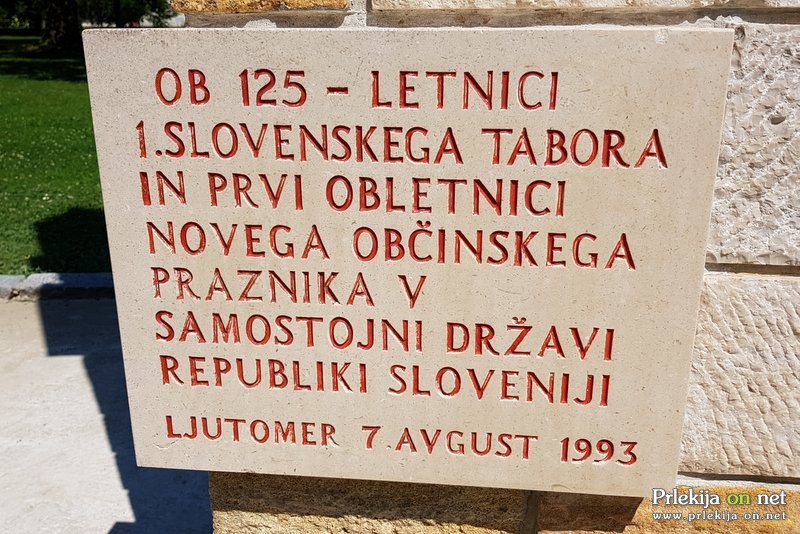 OB 125 - LETNICI
1. SLOVENSKEGA TABORA
IN PRVI OBLETNICI
NOVEGA OBČINSKEGA
PRAZNIKA V
SAMOSTOJNI DRŽAVI
REPUBLIKI SLOVENIJI
LJUTOMER 7. AVGUST 1993
Prlekija on net
www.prlekija-on.net